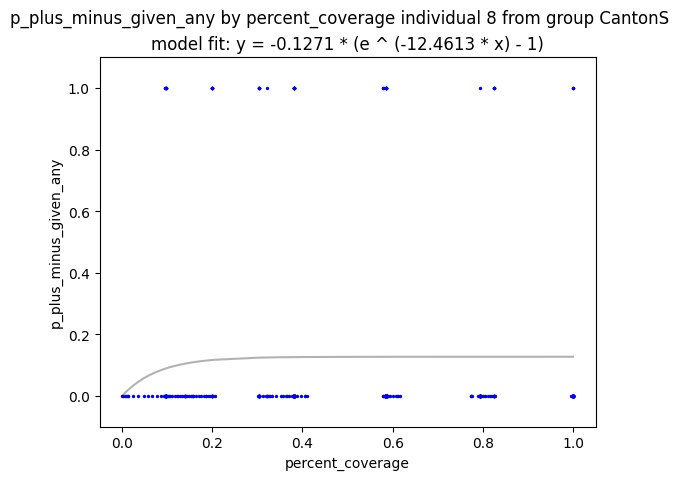 p_plus_minus_given_any by percent_coverage individual 8 from group CantonS
model fit: y = -0.1271 * (e ^ (-12.4613 * x) - 1)
1.0
0.8
0.6
0.4
0.2
0.0
p_plus_minus_given_any
0.0 0.2 0.4 0.6 0.8 1.0
percent_coverage